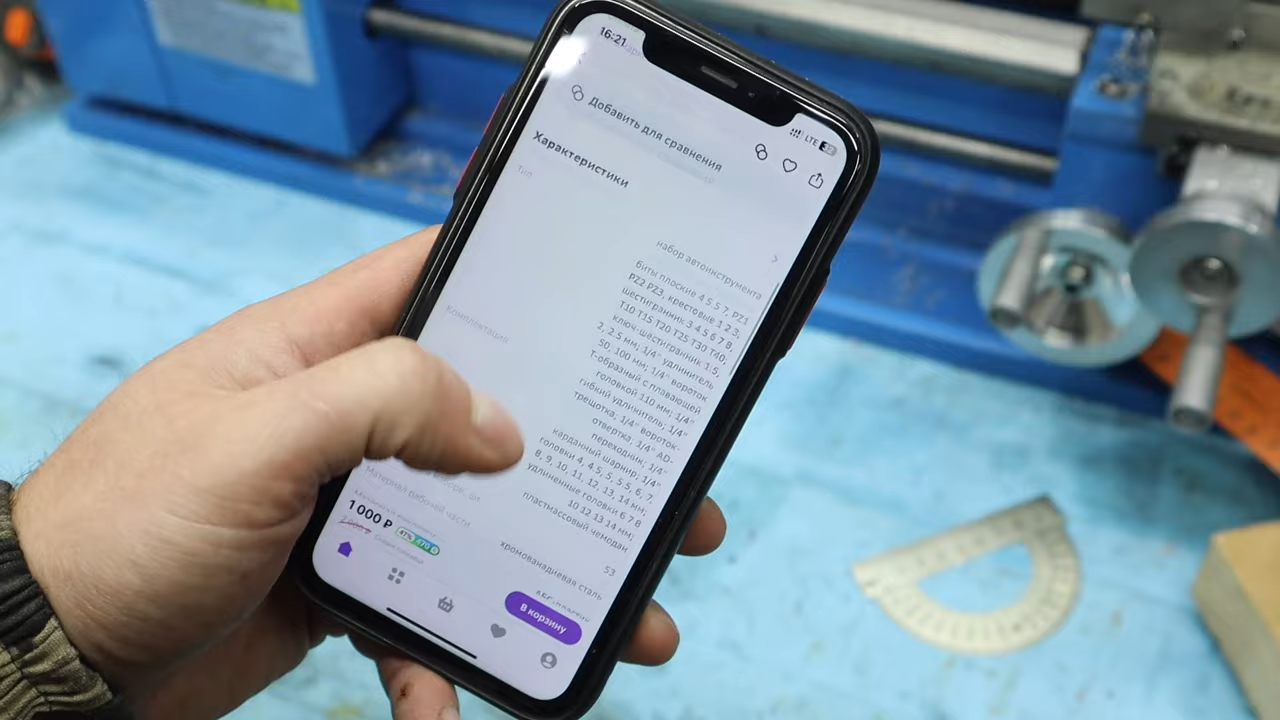 16:21
LTE
Добавить для сравнения
Характеристики
Тип
набор автоинструмента
Комплектация
биты плоские 4 5 5 7, PZ1
PZ2 PZ3, крестовые 1 2 3,
шестигранник 3 4 5 6 7 8,
T10 T15 T20 T25 T30 T40,
ключ-шестигранник 1.5,
2, 2.5 мм; 1/4" удлинитель
50, 100 мм; 1/4" вороток
Т-образный с плавающей
головкой 110 мм; 1/4"
гибкий удлинитель; 1/4"
трещотка; 1/4" вороток-
отвертка; 1/4" AD-
переходник; 1/4"
карданный шарнир; 1/4"
головки 4, 4.5, 5, 5.5, 6, 7,
8, 9, 10, 11, 12, 13, 14 мм;
удлиненные головки 6 7 8
10 12 13 14 мм;
пластмассовый чемодан
53
Материал рабочей части
хромованадиевая сталь
1 000 ₽
В корзину